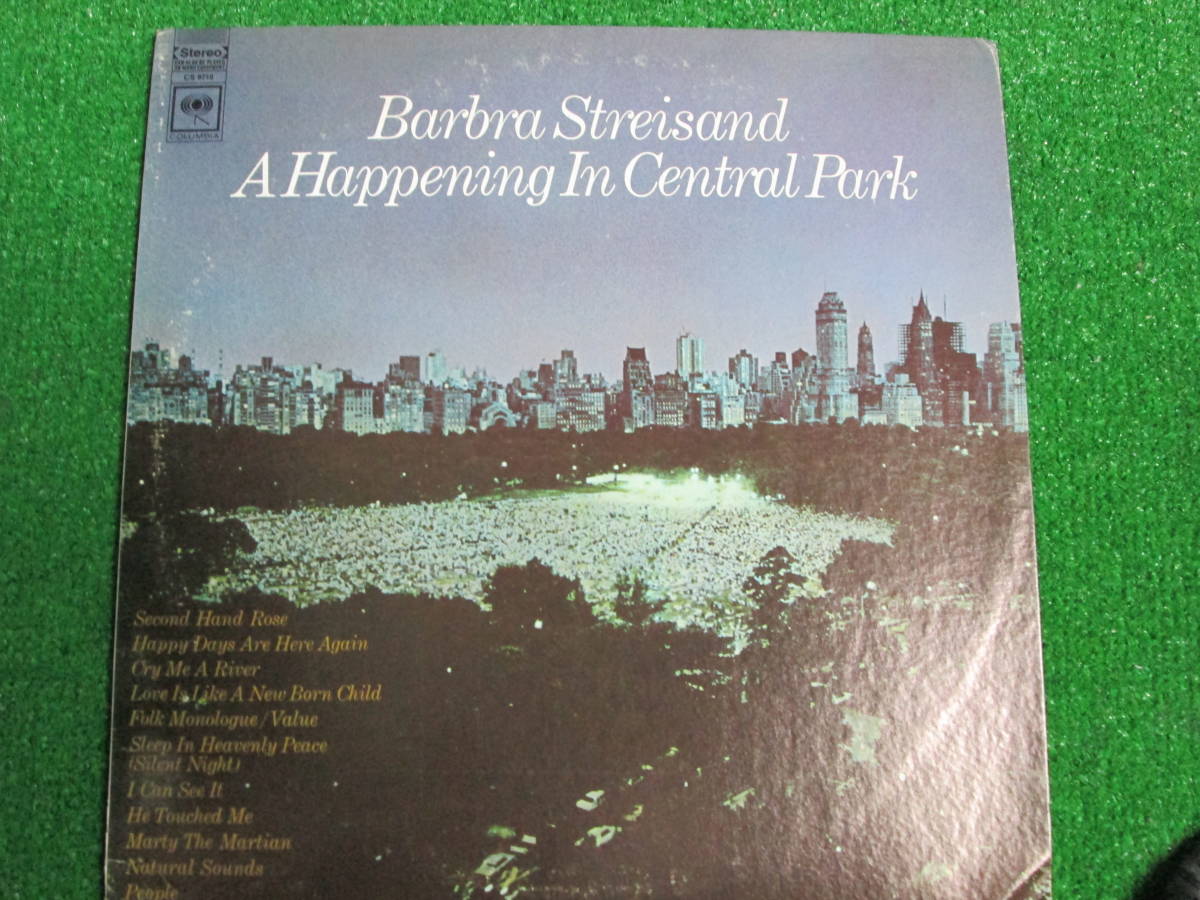 Stereo
CS 9710
COLUMBIA
Barbra Streisand
A Happening In Central Park
Second Hand Rose
Happy Days Are Here Again
Cry Me A River
Love Is Like A New Born Child
Folk Monologue / Value
Sleep In Heavenly Peace
(Silent Night)
I Can See It
He Touched Me
Marty The Martian
Natural Sounds
People